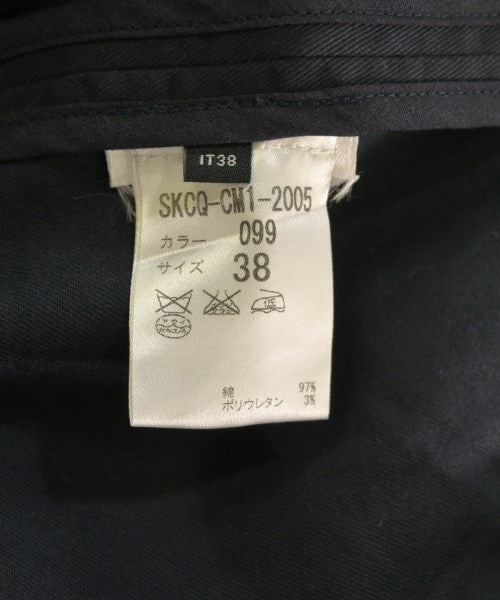 IT38
SKCQ-CM1-2005
カラー 099
サイズ 38
低
綿 97%
ポリウレタン 3%